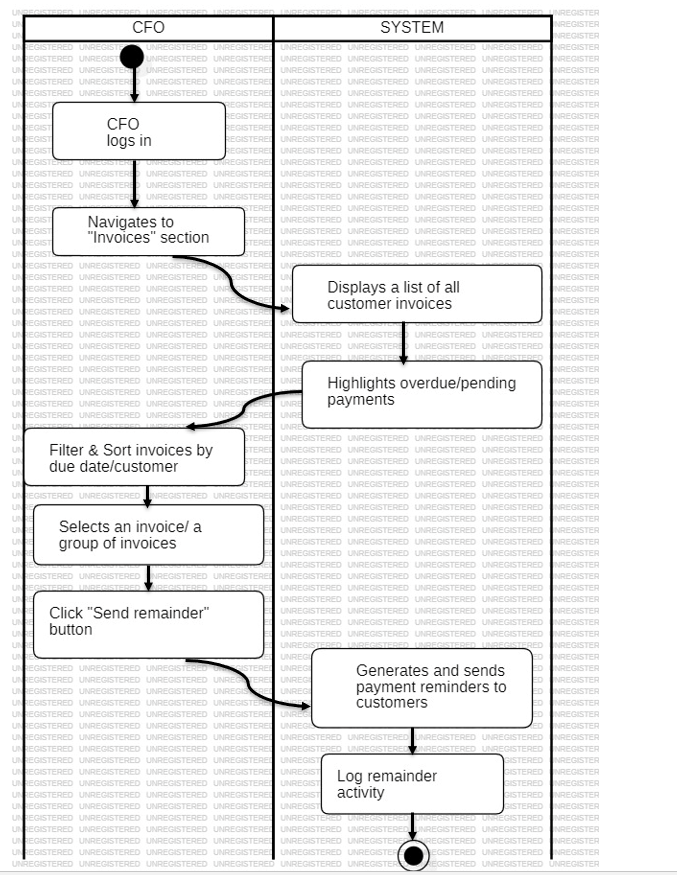 CFO
SYSTEM
CFO
logs in
Navigates to
"Invoices" section
Displays a list of all
customer invoices
Highlights overdue/pending
payments
Filter & Sort invoices by
due date/customer
Selects an invoice/ a
group of invoices
Click "Send remainder"
button
Generates and sends
payment reminders to
customers
Log remainder
activity
UNREGISTERED